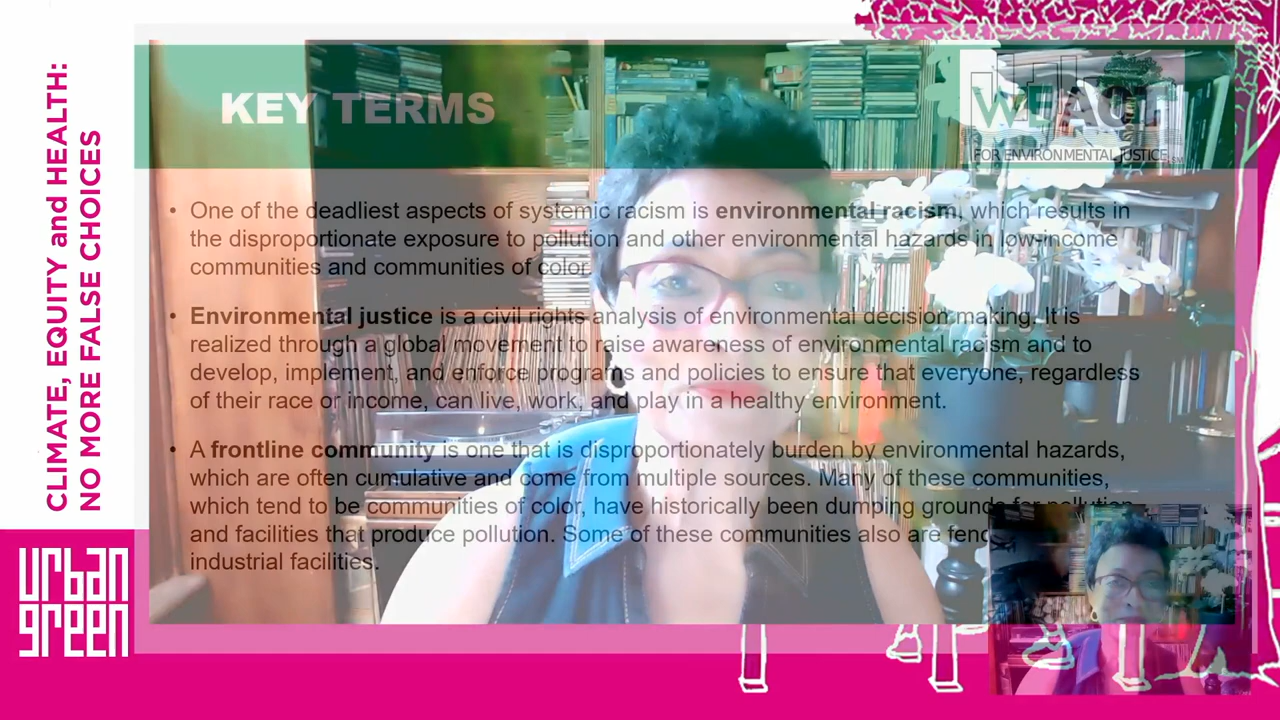 CLIMATE, EQUITY and HEALTH:
NO MORE FALSE CHOICES
urban
green
KEY TERMS
WE ACT
FOR ENVIRONMENTAL JUSTICE
• One of the deadliest aspects of systemic racism is environmental racism, which results in
the disproportionate exposure to pollution and other environmental hazards in low-income
communities and communities of color
• Environmental justice is a civil rights analysis of environmental decision making. It is
realized through a global movement to raise awareness of environmental racism and to
develop, implement, and enforce programs and policies to ensure that everyone, regardless
of their race or income, can live, work, and play in a healthy environment.
• A frontline community is one that is disproportionately burden by environmental hazards,
which are often cumulative and come from multiple sources. Many of these communities,
which tend to be communities of color, have historically been dumping grounds for pollution
and facilities that produce pollution. Some of these communities also are
industrial facilities.